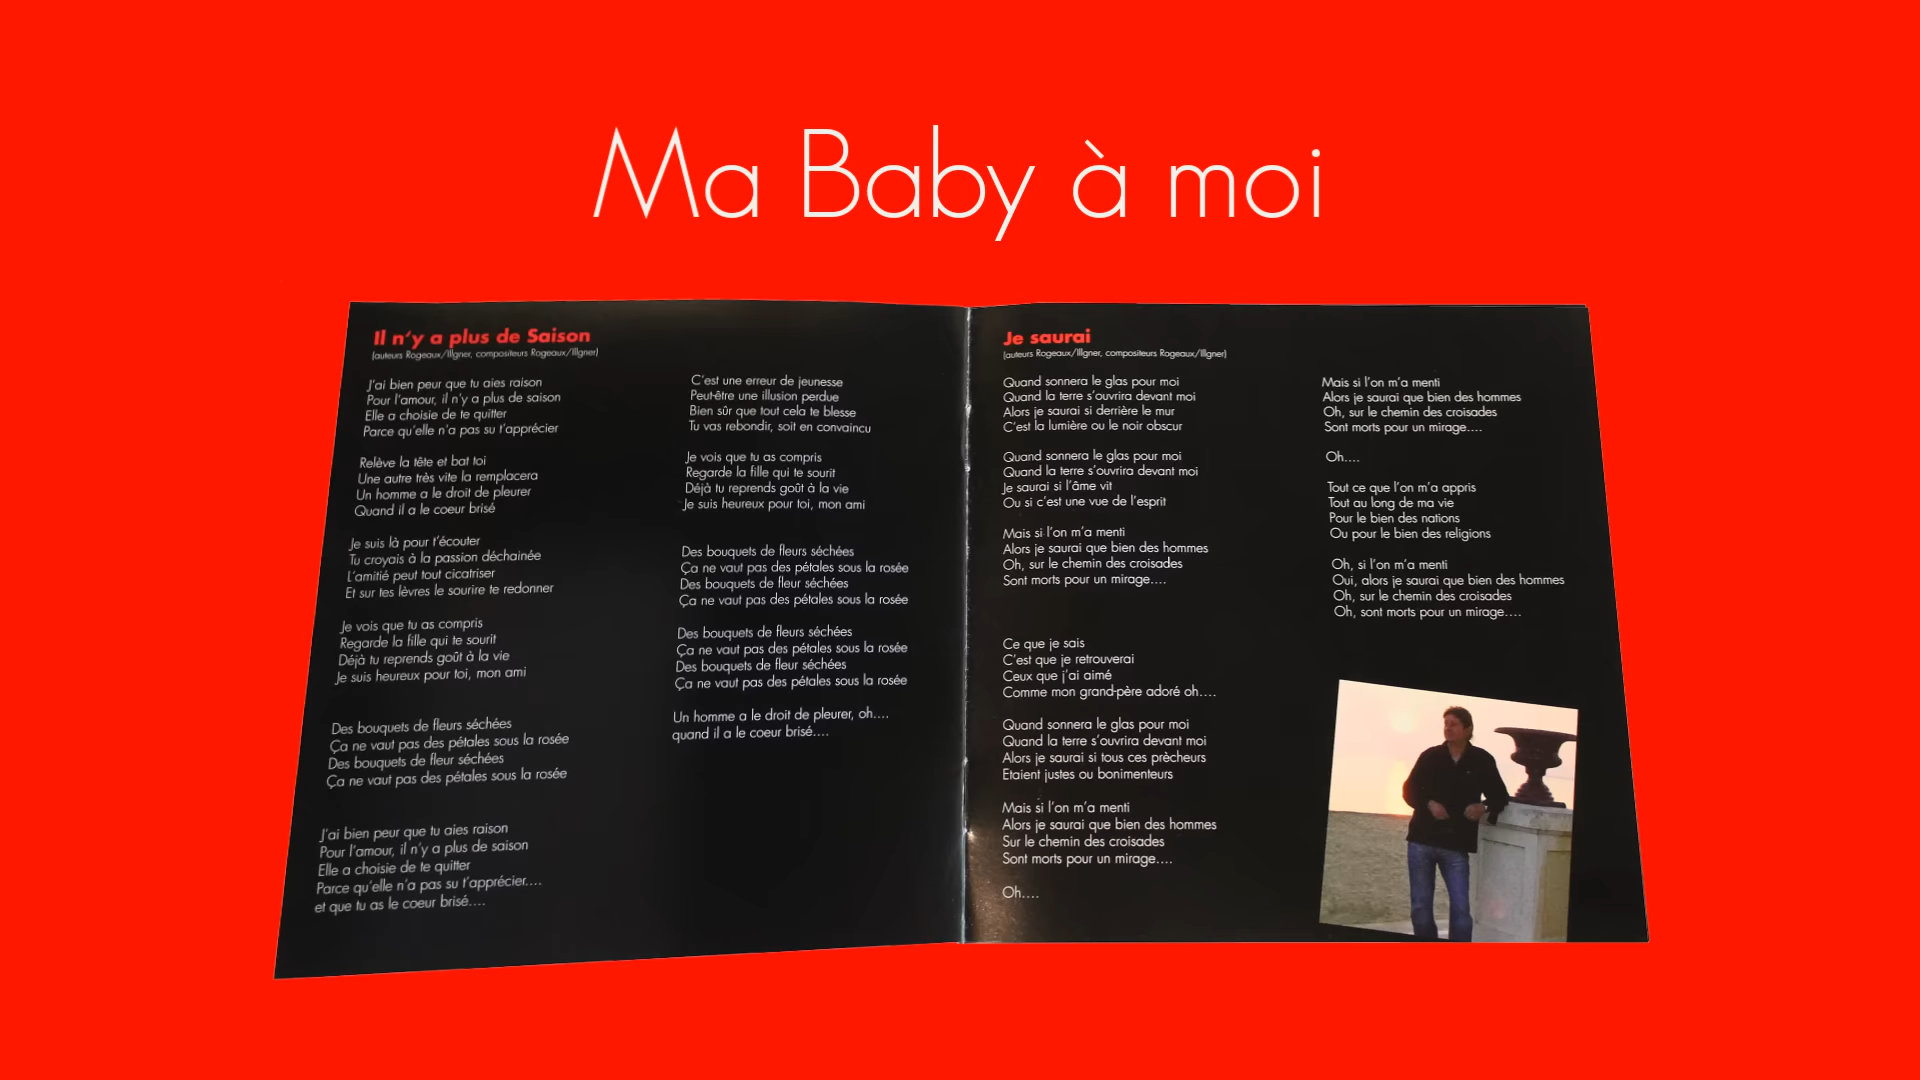 Ma Baby à moi
Il n'y a plus de Saison
(auteurs Rogeaux/Illgner, compositeurs Rogeaux/Illgner)
J'ai bien peur que tu aies raison
Pour l'amour, il n'y a plus de saison
Elle a choisie de te quitter
Parce qu'elle n'a pas su t'apprécier
Relève la tête et bat toi
Une autre très vite la remplacera
Un homme a le droit de pleurer
Quand il a le coeur brisé
Je suis là pour t'écouter
Tu croyais à la passion déchainée
L'amitié peut tout cicatriser
Et sur tes lèvres le sourire te redonner
Je vois que tu as compris
Regarde la fille qui te sourit
Déjà tu reprends goût à la vie
Je suis heureux pour toi, mon ami
Des bouquets de fleurs séchées
Ça ne vaut pas des pétales sous la rosée
Des bouquets de fleur séchées
Ça ne vaut pas des pétales sous la rosée
J'ai bien peur que tu aies raison
Pour l'amour, il n'y a plus de saison
Elle a choisie de te quitter
Parce qu'elle n'a pas su t'apprécier....
et que tu as le coeur brisé....
C'est une erreur de jeunesse
Peut-être une illusion perdue
Bien sûr que tout cela te blesse
Tu vas rebondir, soit en convaincu
Je vois que tu as compris
Regarde la fille qui te sourit
Déjà tu reprends goût à la vie
Je suis heureux pour toi, mon ami
Des bouquets de fleurs séchées
Ça ne vaut pas des pétales sous la rosée
Des bouquets de fleur séchées
Ça ne vaut pas des pétales sous la rosée
Des bouquets de fleurs séchées
Ça ne vaut pas des pétales sous la rosée
Des bouquets de fleur séchées
Ça ne vaut pas des pétales sous la rosée
Un homme a le droit de pleurer, oh....
quand il a le coeur brisé....
Je saurai
(auteurs Rogeaux/Illgner, compositeurs Rogeaux/Illgner)
Quand sonnera le glas pour moi
Quand la terre s'ouvrira devant moi
Alors je saurai si derrière le mur
C'est la lumière ou le noir obscur
Quand sonnera le glas pour moi
Quand la terre s'ouvrira devant moi
Je saurai si l'âme vit
Ou si c'est une vue de l'esprit
Mais si l'on m'a menti
Alors je saurai que bien des hommes
Oh, sur le chemin des croisades
Sont morts pour un mirage....
Ce que je sais
C'est que je retrouverai
Ceux que j'ai aimé
Comme mon grand-père adoré oh....
Quand sonnera le glas pour moi
Quand la terre s'ouvrira devant moi
Alors je saurai si tous ces prècheurs
Etaient justes ou bonimenteurs
Mais si l'on m'a menti
Alors je saurai que bien des hommes
Sur le chemin des croisades
Sont morts pour un mirage....
Oh....
Mais si l'on m'a menti
Alors je saurai que bien des hommes
Oh, sur le chemin des croisades
Sont morts pour un mirage....
Oh....
Tout ce que l'on m'a appris
Tout au long de ma vie
Pour le bien des nations
Ou pour le bien des religions
Oh, si l'on m'a menti
Oui, alors je saurai que bien des hommes
Oh, sur le chemin des croisades
Oh, sont morts pour un mirage....